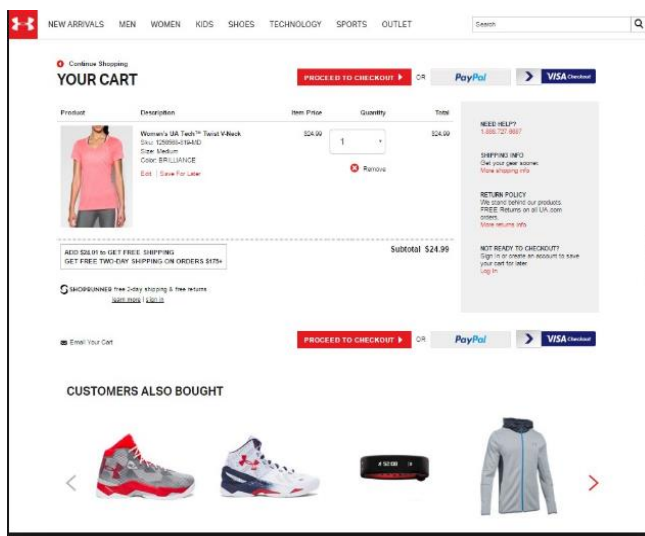 NEW ARRIVALS MEN WOMEN KIDS SHOES TECHNOLOGY SPORTS OUTLET Search
Continue Shopping
YOUR CART
PROCEED TO CHECKOUT OR PayPal VISA Checkout
Product Description Item Price Quantity Total
Women's UA Tech™ Twist V-Neck $24.99 1 $24.99
Size: Medium
Color: BRILLIANCE
Edit | Save For Later
Remove
NEED HELP?
SHIPPING INFO
Get your gear sooner.
More shipping info
RETURN POLICY
We stand behind our products.
FREE Returns on all UA.com
orders.
More returns info
NOT READY TO CHECKOUT?
Sign in or create an account to save
your cart for later.
Log In
ADD TO GET FREE SHIPPING
GET FREE TWO-DAY SHIPPING ON ORDERS $175+
Subtotal $24.99
SHOPRUNNER free 2-day shipping & free returns
learn more | sign in
Email Your Cart
PROCEED TO CHECKOUT OR PayPal VISA Checkout
CUSTOMERS ALSO BOUGHT